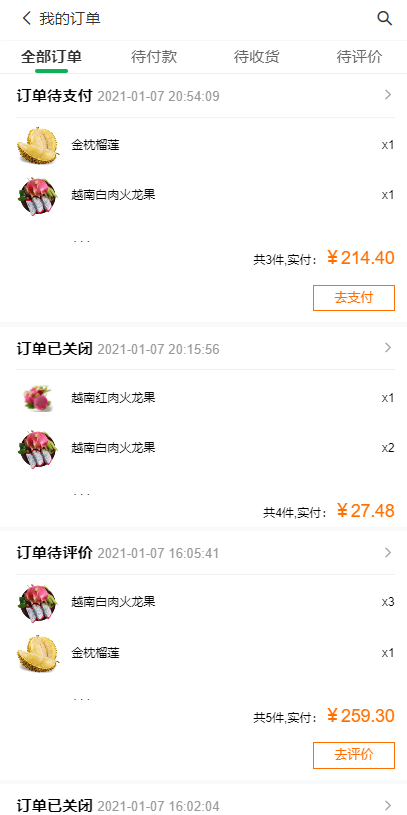 我的订单
全部订单 待付款 待收货 待评价
订单待支付 2021-01-07 20:54:09
金枕榴莲 x1
越南白肉火龙果 x1
...
共3件,实付: ¥214.40
去支付
订单已关闭 2021-01-07 20:15:56
越南红肉火龙果 x1
越南白肉火龙果 x2
...
共4件,实付: ¥27.48
订单待评价 2021-01-07 16:05:41
越南白肉火龙果 x3
金枕榴莲 x1
...
共5件,实付: ¥259.30
去评价
订单已关闭 2021-01-07 16:02:04